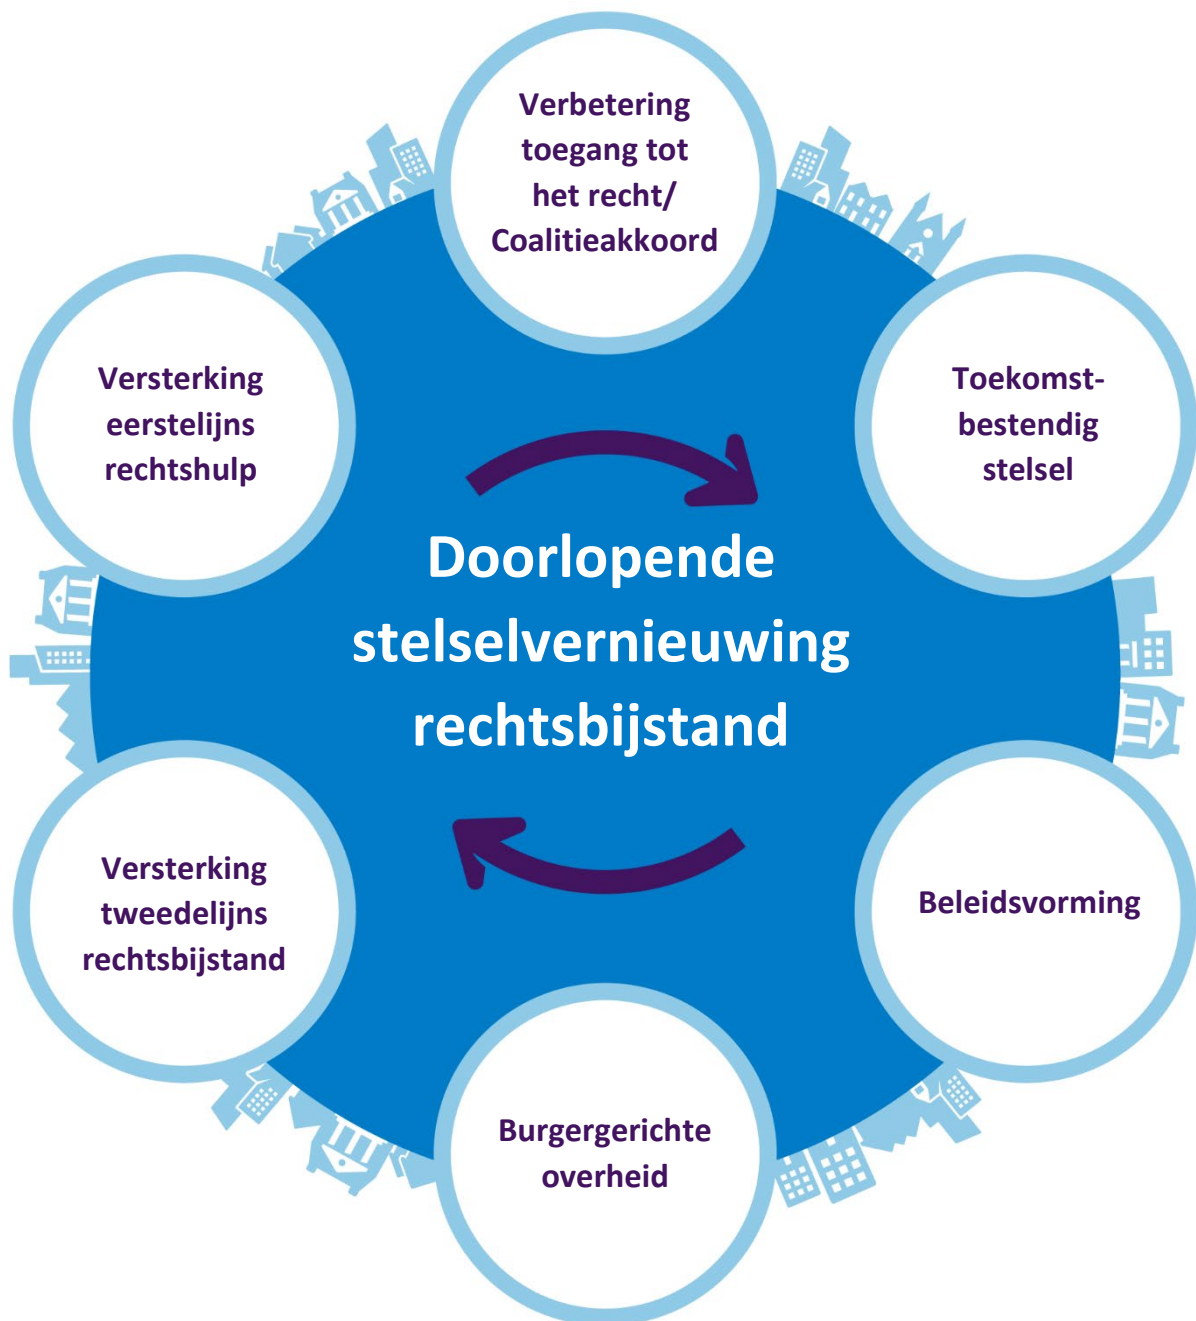 Verbetering
toegang tot
het recht/
Coalitieakkoord
Versterking
eerstelijns
rechtshulp
Toekomst-
bestendig
stelsel
Doorlopende
stelselvernieuwing
rechtsbijstand
Versterking
tweedelijns
rechtsbijstand
Beleidsvorming
Burgergerichte
overheid